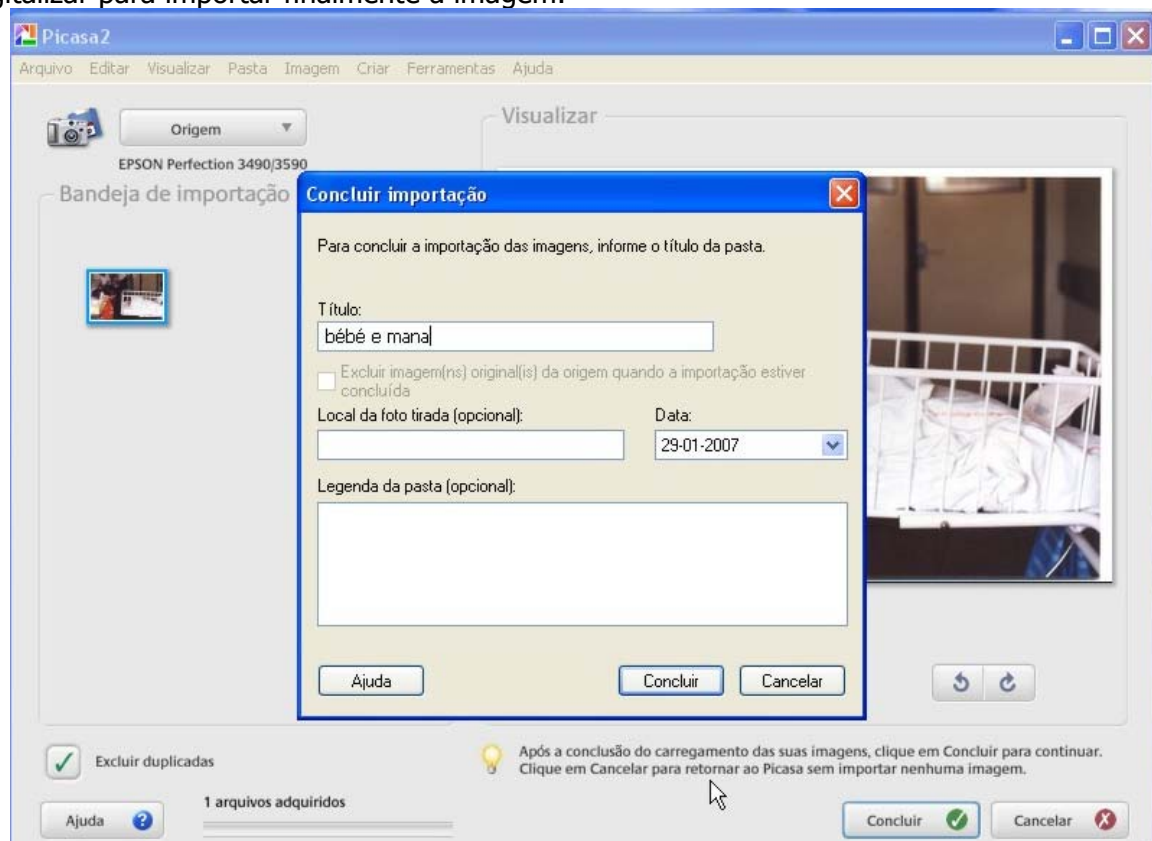 gitalizar para importar finalmente a imagem.
Picasa2
Arquivo Editar Visualizar Pasta Imagem Criar Ferramentas Ajuda
Origem
EPSON Perfection 3490/3590
Bandeja de importação
Visualizar
Concluir importação
Para concluir a importação das imagens, informe o título da pasta.
Título:
bébé e mana
Excluir imagem(ns) original(is) da origem quando a importação estiver
concluída
Local da foto tirada (opcional):
Data:
29-01-2007
Legenda da pasta (opcional):
Ajuda
Concluir
Cancelar
Excluir duplicadas
Após a conclusão do carregamento das suas imagens, clique em Concluir para continuar.
Clique em Cancelar para retornar ao Picasa sem importar nenhuma imagem.
Ajuda
1 arquivos adquiridos
Concluir
Cancelar